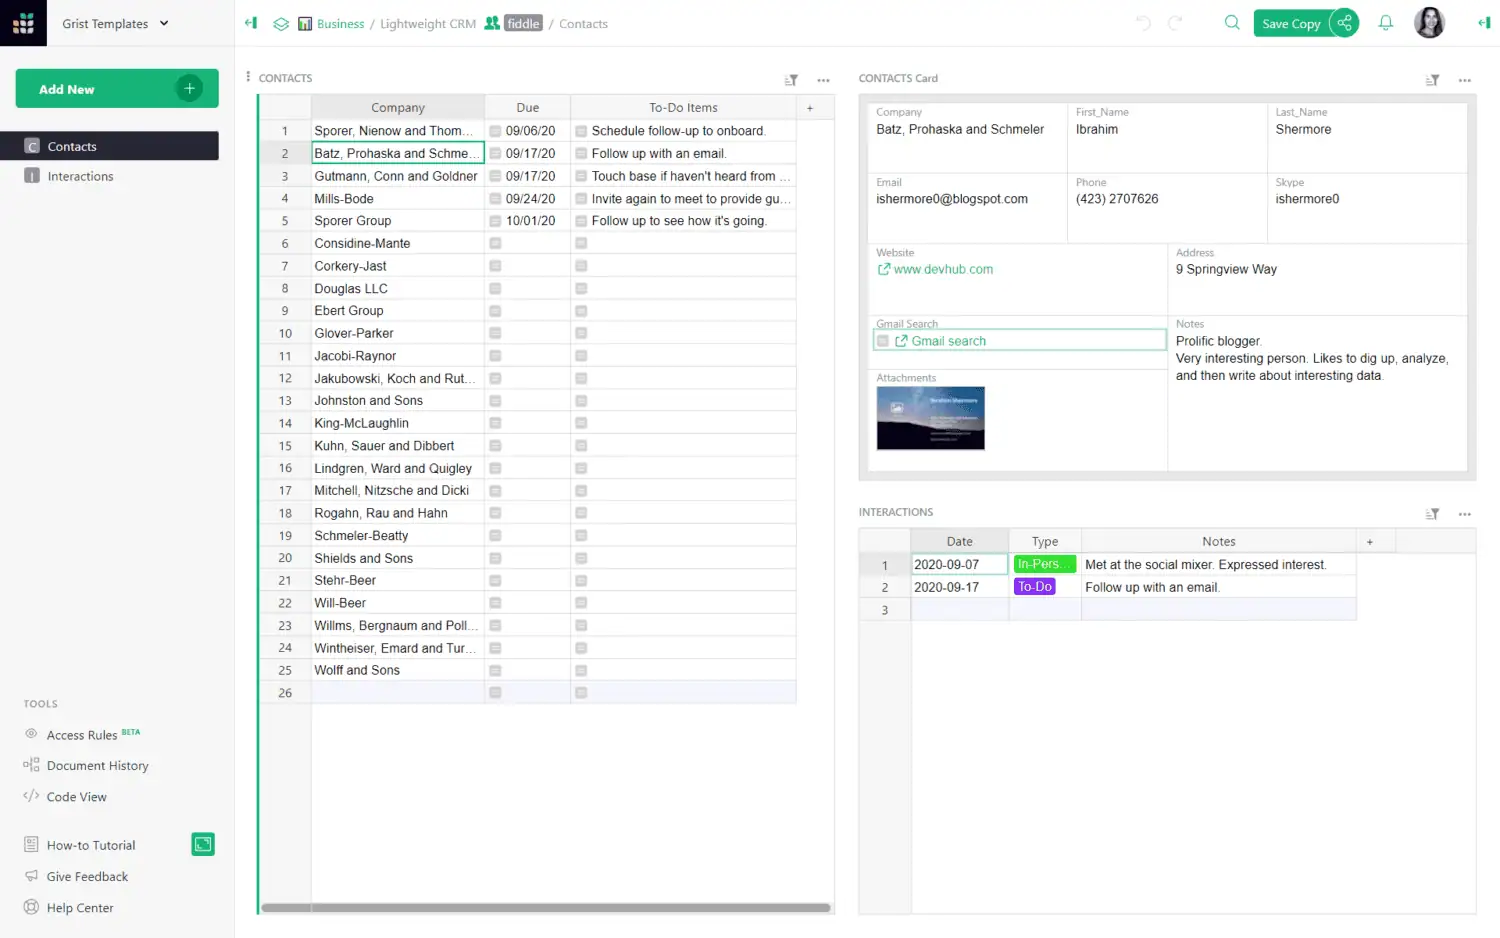 Grist Templates
Business / Lightweight CRM fiddle / Contacts
Save Copy
Add New
C Contacts
I Interactions
TOOLS
Access Rules BETA
Document History
Code View
How-to Tutorial
Give Feedback
Help Center
CONTACTS
Company Due To-Do Items +
1 Sporer, Nienow and Thom... 09/06/20 Schedule follow-up to onboard.
2 Batz, Prohaska and Schme... 09/17/20 Follow up with an email.
3 Gutmann, Conn and Goldner 09/17/20 Touch base if haven't heard from ...
4 Mills-Bode 09/24/20 Invite again to meet to provide gu...
5 Sporer Group 10/01/20 Follow up to see how it's going.
6 Considine-Mante
7 Corkery-Jast
8 Douglas LLC
9 Ebert Group
10 Glover-Parker
11 Jacobi-Raynor
12 Jakubowski, Koch and Rut...
13 Johnston and Sons
14 King-McLaughlin
15 Kuhn, Sauer and Dibbert
16 Lindgren, Ward and Quigley
17 Mitchell, Nitzsche and Dicki
18 Rogahn, Rau and Hahn
19 Schmeler-Beatty
20 Shields and Sons
21 Stehr-Beer
22 Will-Beer
23 Willms, Bergnaum and Poll...
24 Wintheiser, Emard and Tur...
25 Wolff and Sons
26
CONTACTS Card
Company First_Name Last_Name
Batz, Prohaska and Schmeler Ibrahim Shermore
Email Phone Skype
ishermore0@blogspot.com (423) 2707626 ishermore0
Website Address
www.devhub.com 9 Springview Way
Gmail Search
Gmail search
Notes
Prolific blogger.
Very interesting person. Likes to dig up, analyze,
and then write about interesting data.
Attachments
INTERACTIONS
Date Type Notes +
1 2020-09-07 In-Pers... Met at the social mixer. Expressed interest.
2 2020-09-17 To-Do Follow up with an email.
3